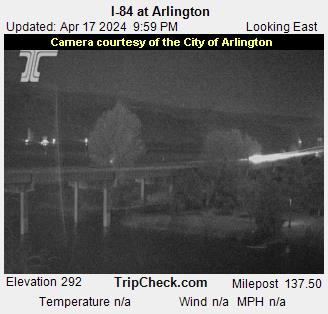 I-84 at Arlington
Updated: Apr 17 2024 9:59 PM Looking East
Camera courtesy of the City of Arlington
Elevation 292 TripCheck.com Milepost 137.50
Temperature n/a Wind n/a MPH n/a